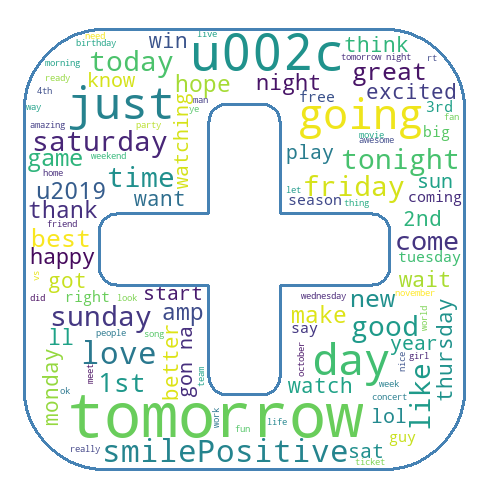 live
need
birthday
win
u002c
think
tomorrow night
rt
morning
today
know
hope
night
great
ready
4th
just
man
free
going
excited
3rd
fan
way
ye
big
amazing
saturday
party
watching
movie
awesome
game
weekend
play
tonight
home
time
let
friday
sun
u2019
want
season
thing
coming
thank
2nd
friend
best
come
happy
tuesday
vs
got
wait
did
right
look
start
wednesday
new
november
sunday
amp
make
good
world
ll
people
song
say
year
thursday
monday
love
better
gon na
october
day
nice
girl
meet
1st
team
watch
week
like
ok
tomorrow
work
life
concert
lol
fun
guy
really
smilePositive
sat
ticket